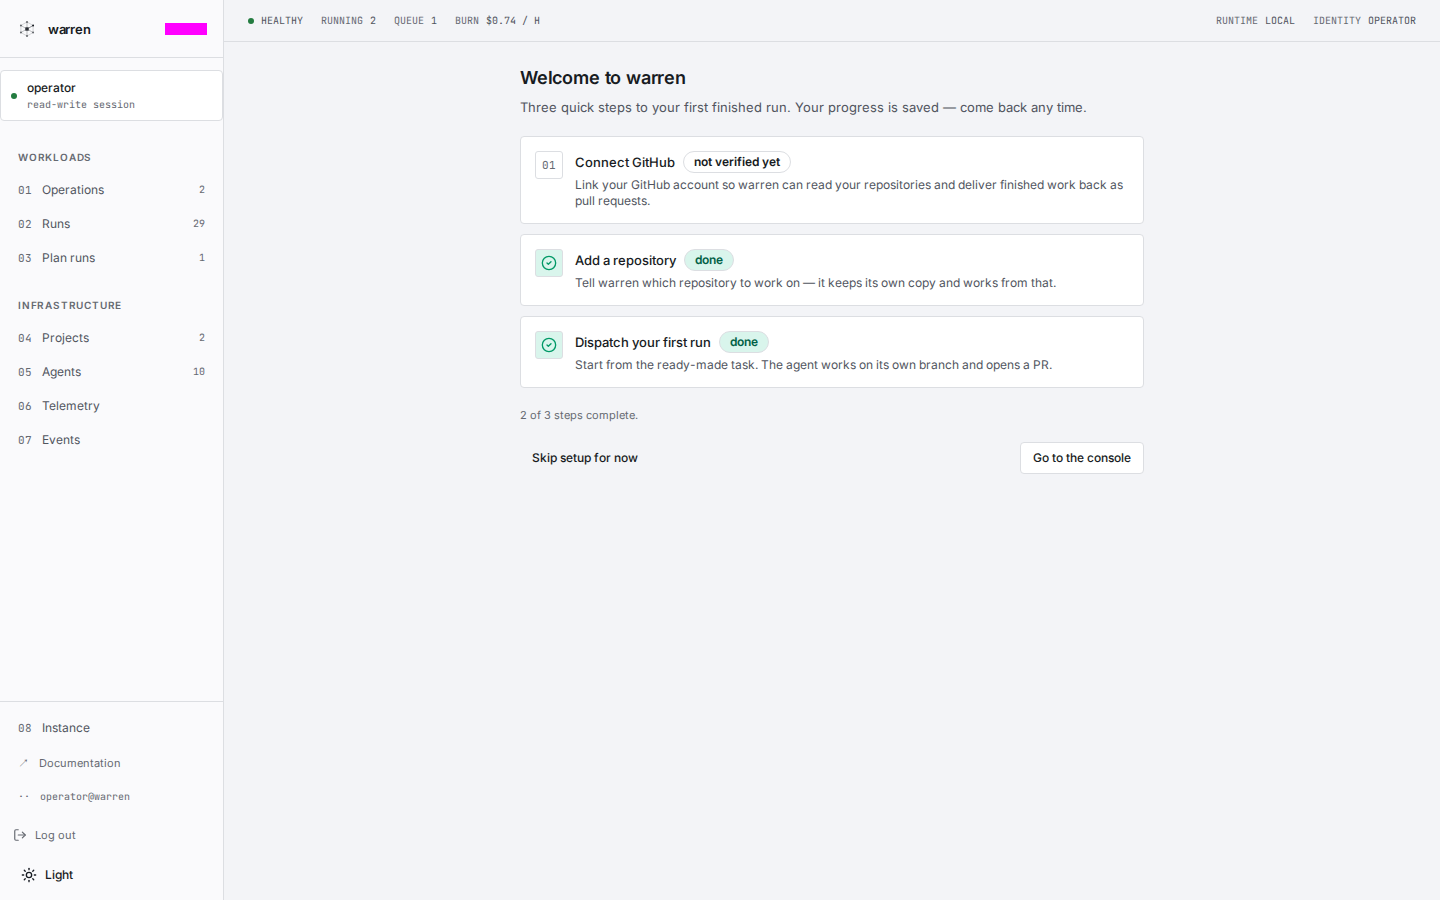 warren
HEALTHY RUNNING 2 QUEUE 1 BURN $0.74 / H RUNTIME LOCAL IDENTITY OPERATOR
operator
read-write session
WORKLOADS
01 Operations 2
02 Runs 29
03 Plan runs 1
INFRASTRUCTURE
04 Projects 2
05 Agents 10
06 Telemetry
07 Events
08 Instance
Documentation
operator@warren
Log out
Light
Welcome to warren
Three quick steps to your first finished run. Your progress is saved — come back any time.
01 Connect GitHub not verified yet
Link your GitHub account so warren can read your repositories and deliver finished work back as
pull requests.
Add a repository done
Tell warren which repository to work on — it keeps its own copy and works from that.
Dispatch your first run done
Start from the ready-made task. The agent works on its own branch and opens a PR.
2 of 3 steps complete.
Skip setup for now Go to the console